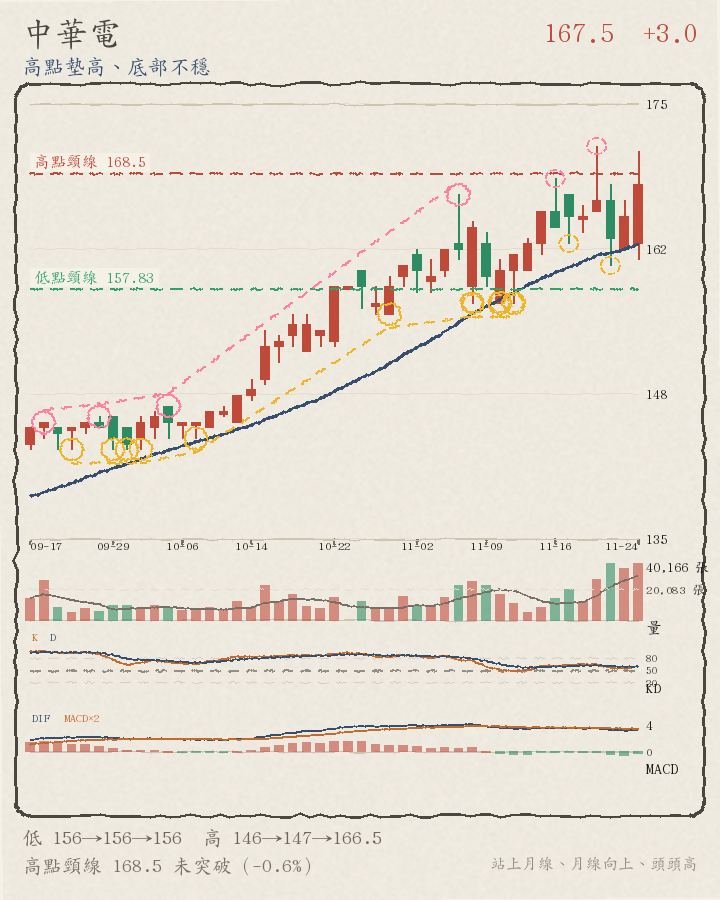 中華電 167.5 +3.0
高點墊高、底部不穩
175
高點頸線 168.5
162
低點頸線 157.83
148
135
09-17 09-29 10-06 10-14 10-22 11-02 11-09 11-16 11-24
40,166 張
20,083 張
量
K D
80
50
20
KD
DIF MACD×2
4
0
MACD
低 156→156→156 高 146→147→166.5
高點頸線 168.5 未突破 (-0.6%)
站上月線、月線向上、頭頭高